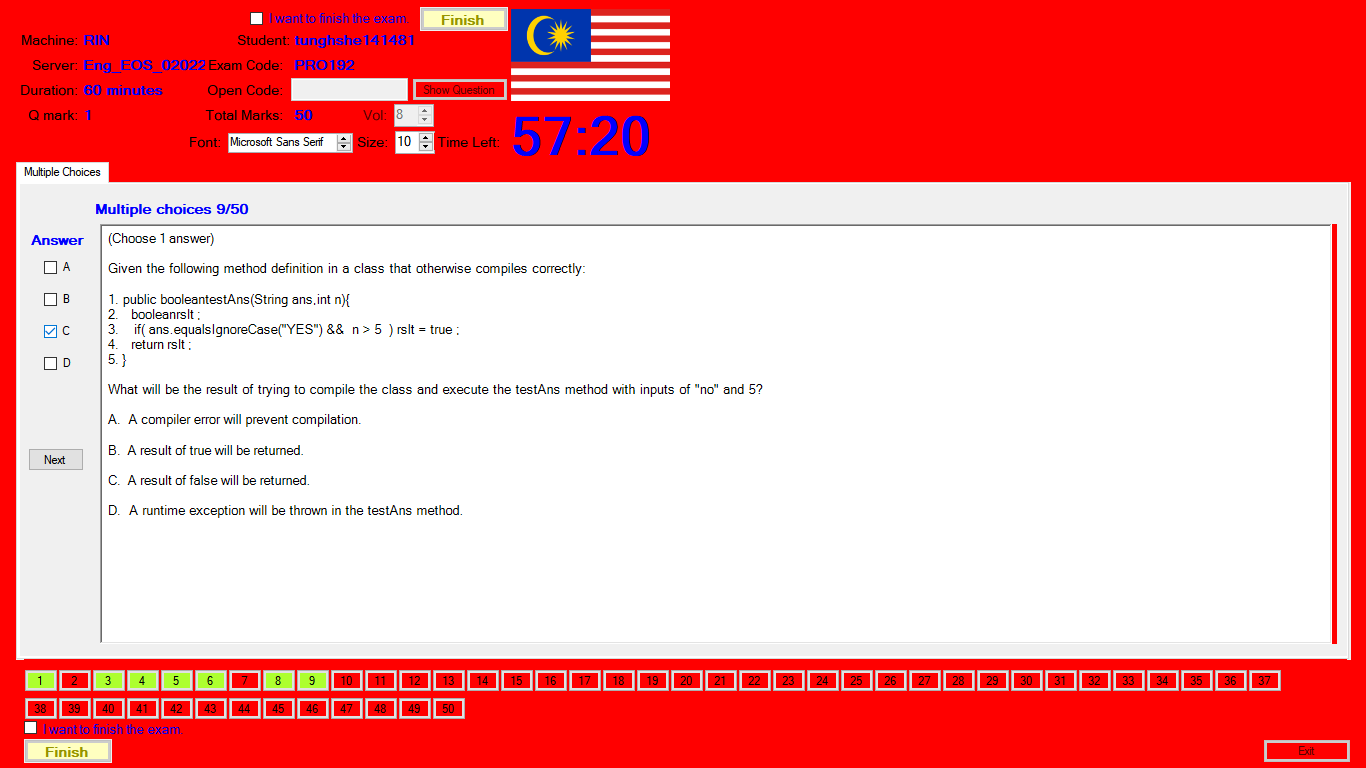 I want to finish the exam. Finish
Machine: RIN Student: tunghshe141481
Server: Eng_EOS_02022 Exam Code: PRO192
Duration: 60 minutes Open Code: Show Question
Q mark: 1 Total Marks: 50 Vol: 8
Font: Microsoft Sans Serif Size: 10 Time Left: 57:20
Multiple Choices
Multiple choices 9/50
Answer
A
B
C
D
Next
(Choose 1 answer)
Given the following method definition in a class that otherwise compiles correctly:
1. public booleantestAns(String ans,int n){
2. booleanrslt ;
3. if( ans.equalsIgnoreCase("YES") && n > 5 ) rslt = true ;
4. return rslt ;
5. }
What will be the result of trying to compile the class and execute the testAns method with inputs of "no" and 5?
A. A compiler error will prevent compilation.
B. A result of true will be returned.
C. A result of false will be returned.
D. A runtime exception will be thrown in the testAns method.
1 2 3 4 5 6 7 8 9 10 11 12 13 14 15 16 17 18 19 20 21 22 23 24 25 26 27 28 29 30 31 32 33 34 35 36 37
38 39 40 41 42 43 44 45 46 47 48 49 50
I want to finish the exam.
Finish Exit